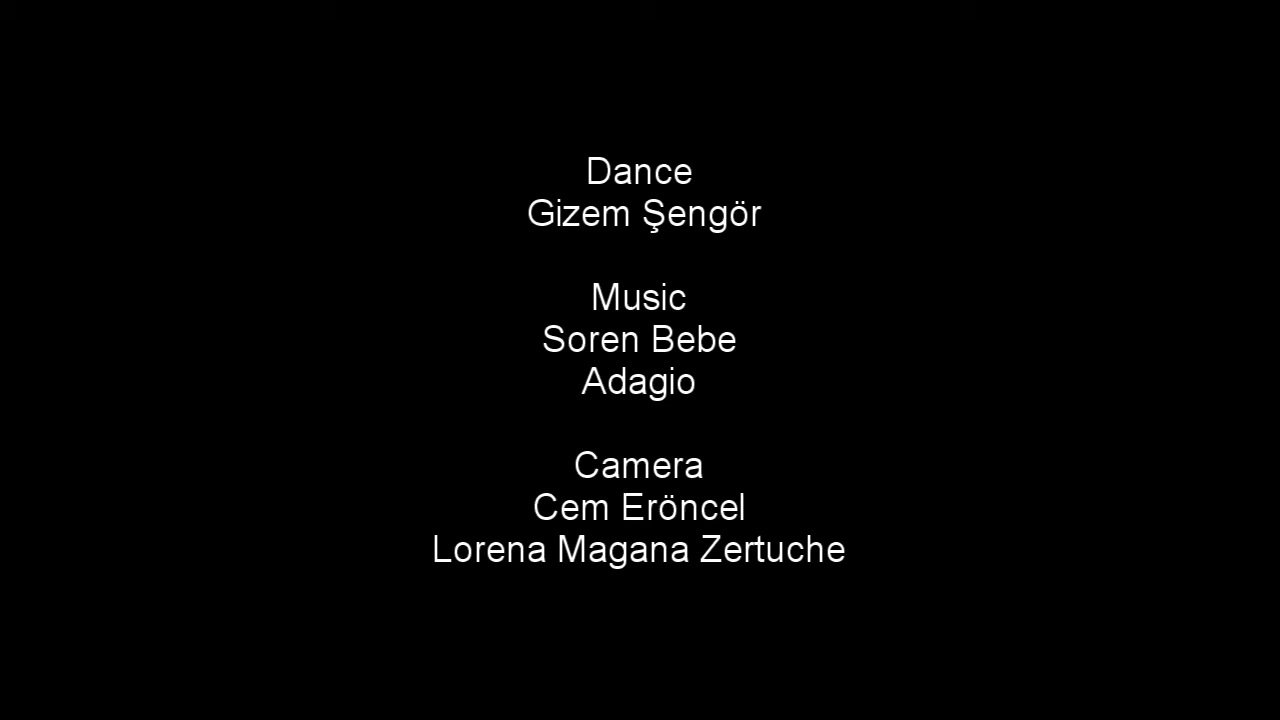 Dance
Gizem Şengör
Music
Soren Bebe
Adagio
Camera
Cem Eröncel
Lorena Magana Zertuche